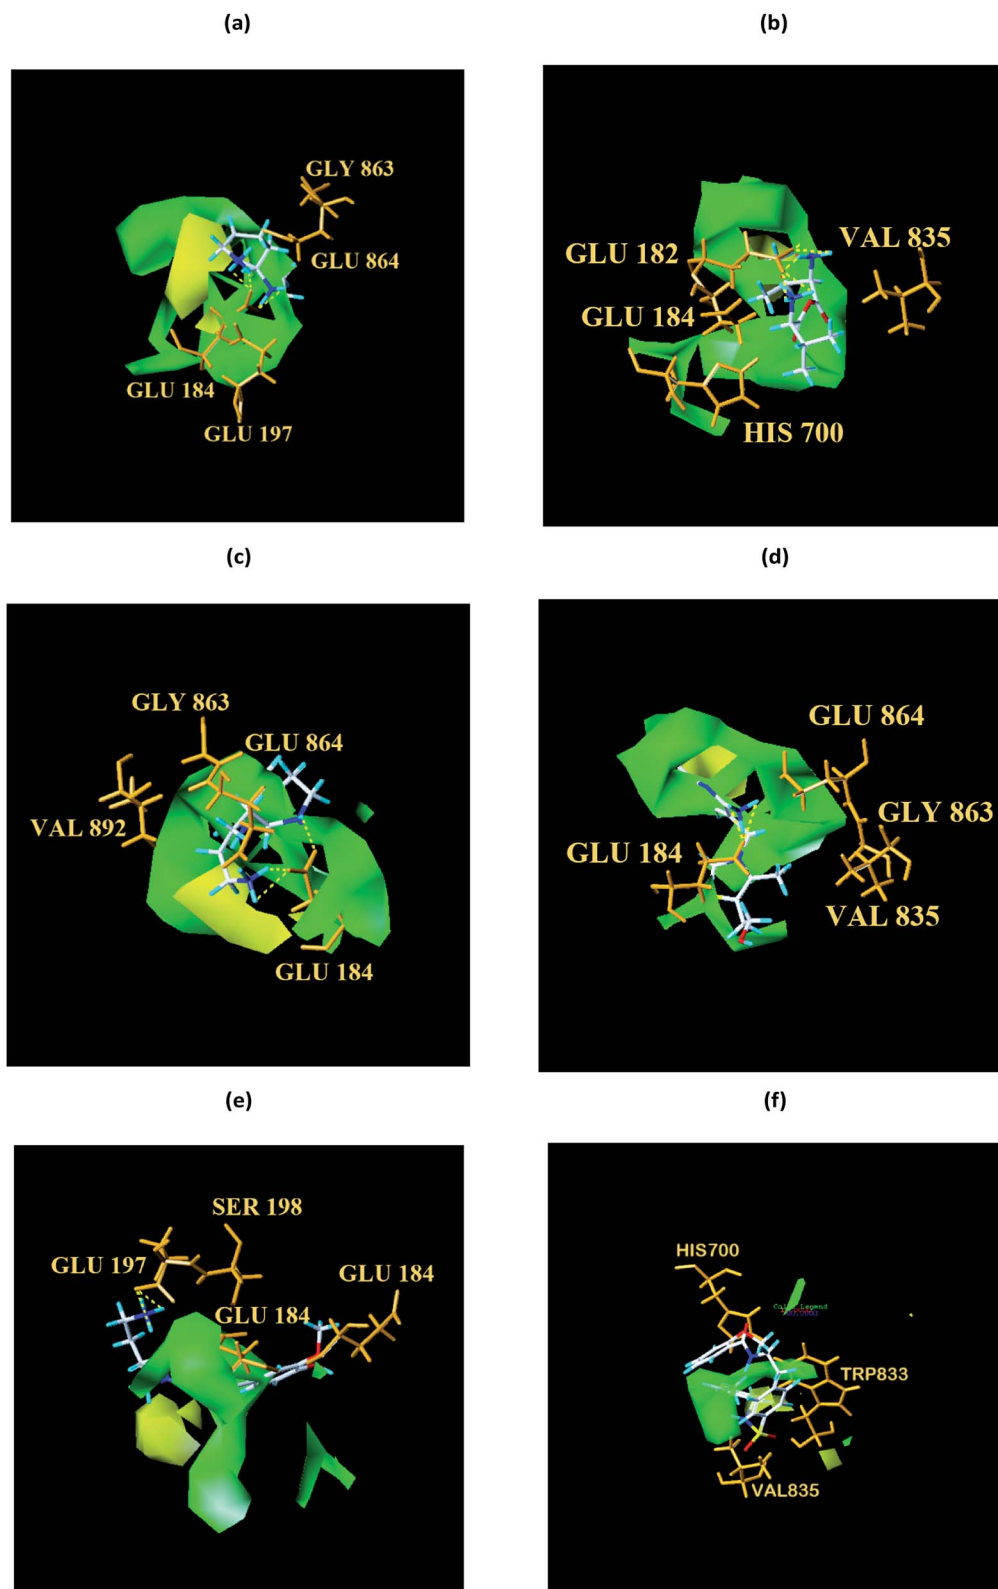 (a)
(b)
GLY 863
GLU 864
GLU 184
GLU 197
GLU 182
VAL 835
GLU 184
HIS 700
(c)
(d)
GLY 863
GLU 864
VAL 892
GLU 184
GLU 864
GLY 863
GLU 184
VAL 835
(e)
(f)
SER 198
GLU 197
GLU 184
GLU 184
HIS700
Color Legend
TRP833
VAL835